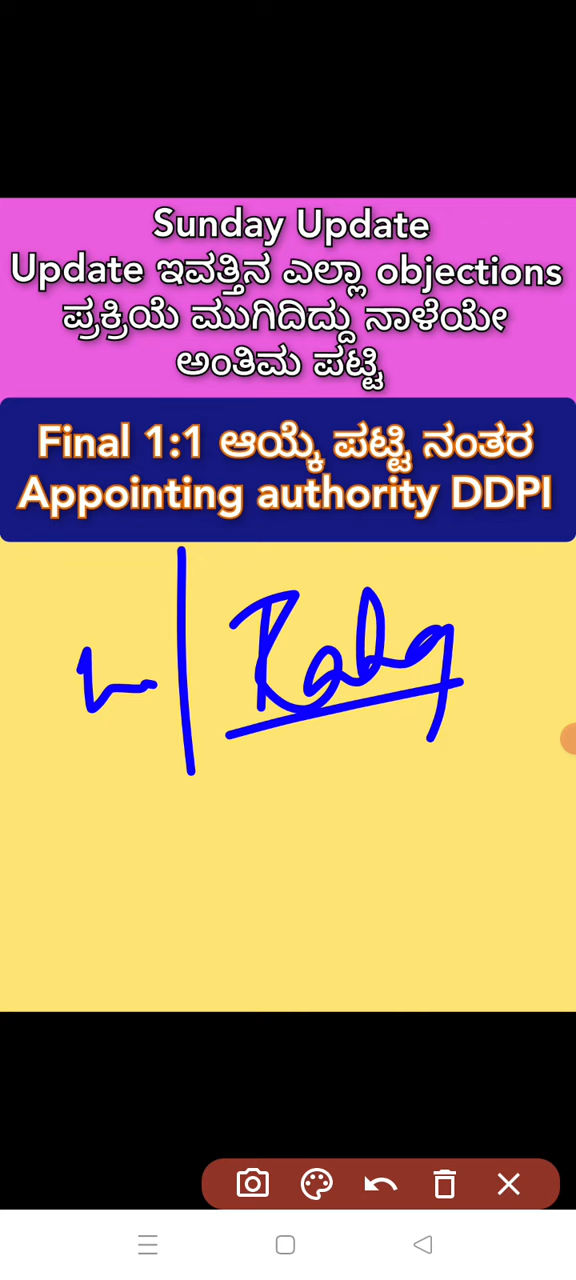 Sunday Update
Update ಇವತ್ತಿನ ಎಲ್ಲಾ objections
ಪ್ರಕ್ರಿಯೆ ಮುಗಿದಿದ್ದು ನಾಳೆಯೇ
ಅಂತಿಮ ಪಟ್ಟಿ
Final 1:1 ಆಯ್ಕೆ ಪಟ್ಟಿ ನಂತರ
Appointing authority DDPI